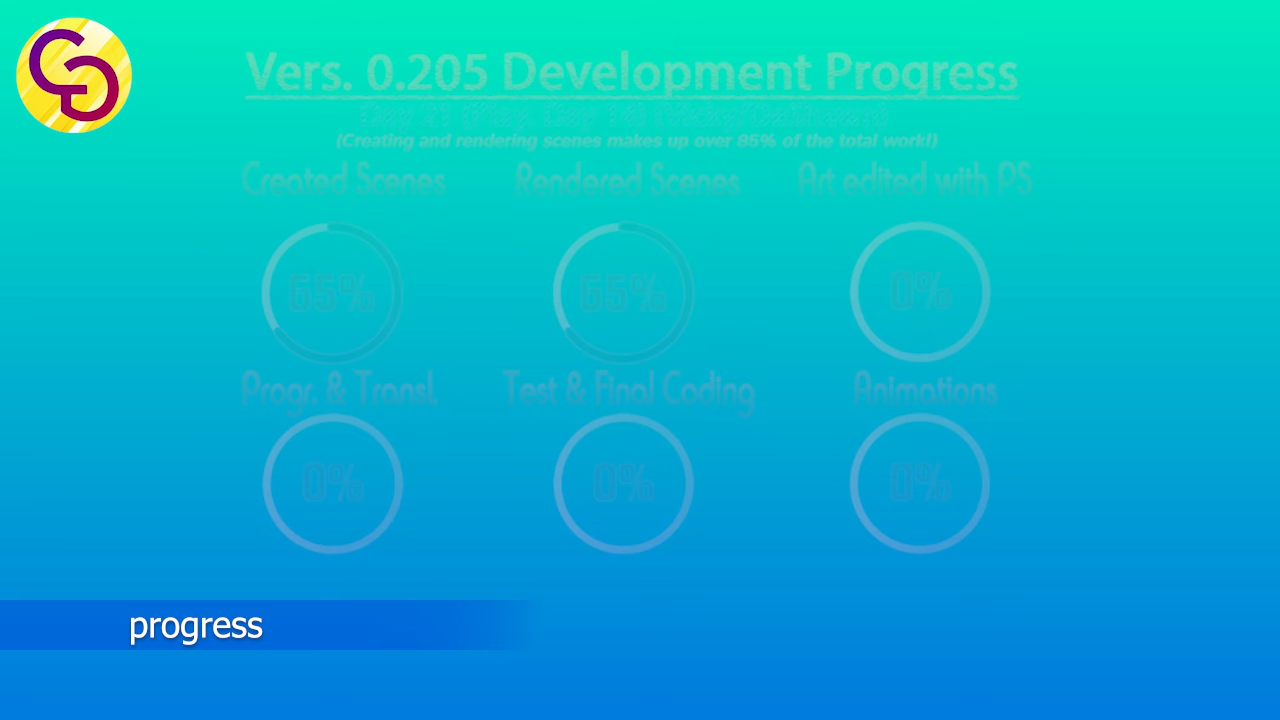 Vers. 0.205 Development Progress
(Creating and rendering scenes makes up over 85% of the total work!)
Created Scenes Rendered Scenes Art edited with PS
65% 65% 0%
Progr. & Transl. Test & Final Coding Animations
0% 0% 0%
progress